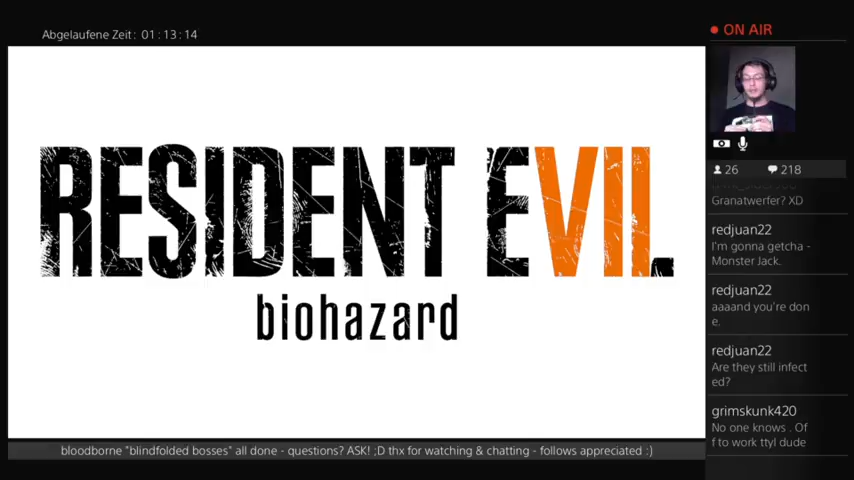 Abgelaufene Zeit: 01:13:14
ON AIR
RESIDENT EVIL
biohazard
26 218
Granatwerfer? XD
redjuan22
I'm gonna getcha -
Monster Jack.
redjuan22
aaaand you're don
e.
redjuan22
Are they still infect
ed?
grimskunk420
No one knows . Of
f to work ttyl dude
bloodborne "blindfolded bosses" all done - questions? ASK! ;D thx for watching & chatting - follows appreciated :)